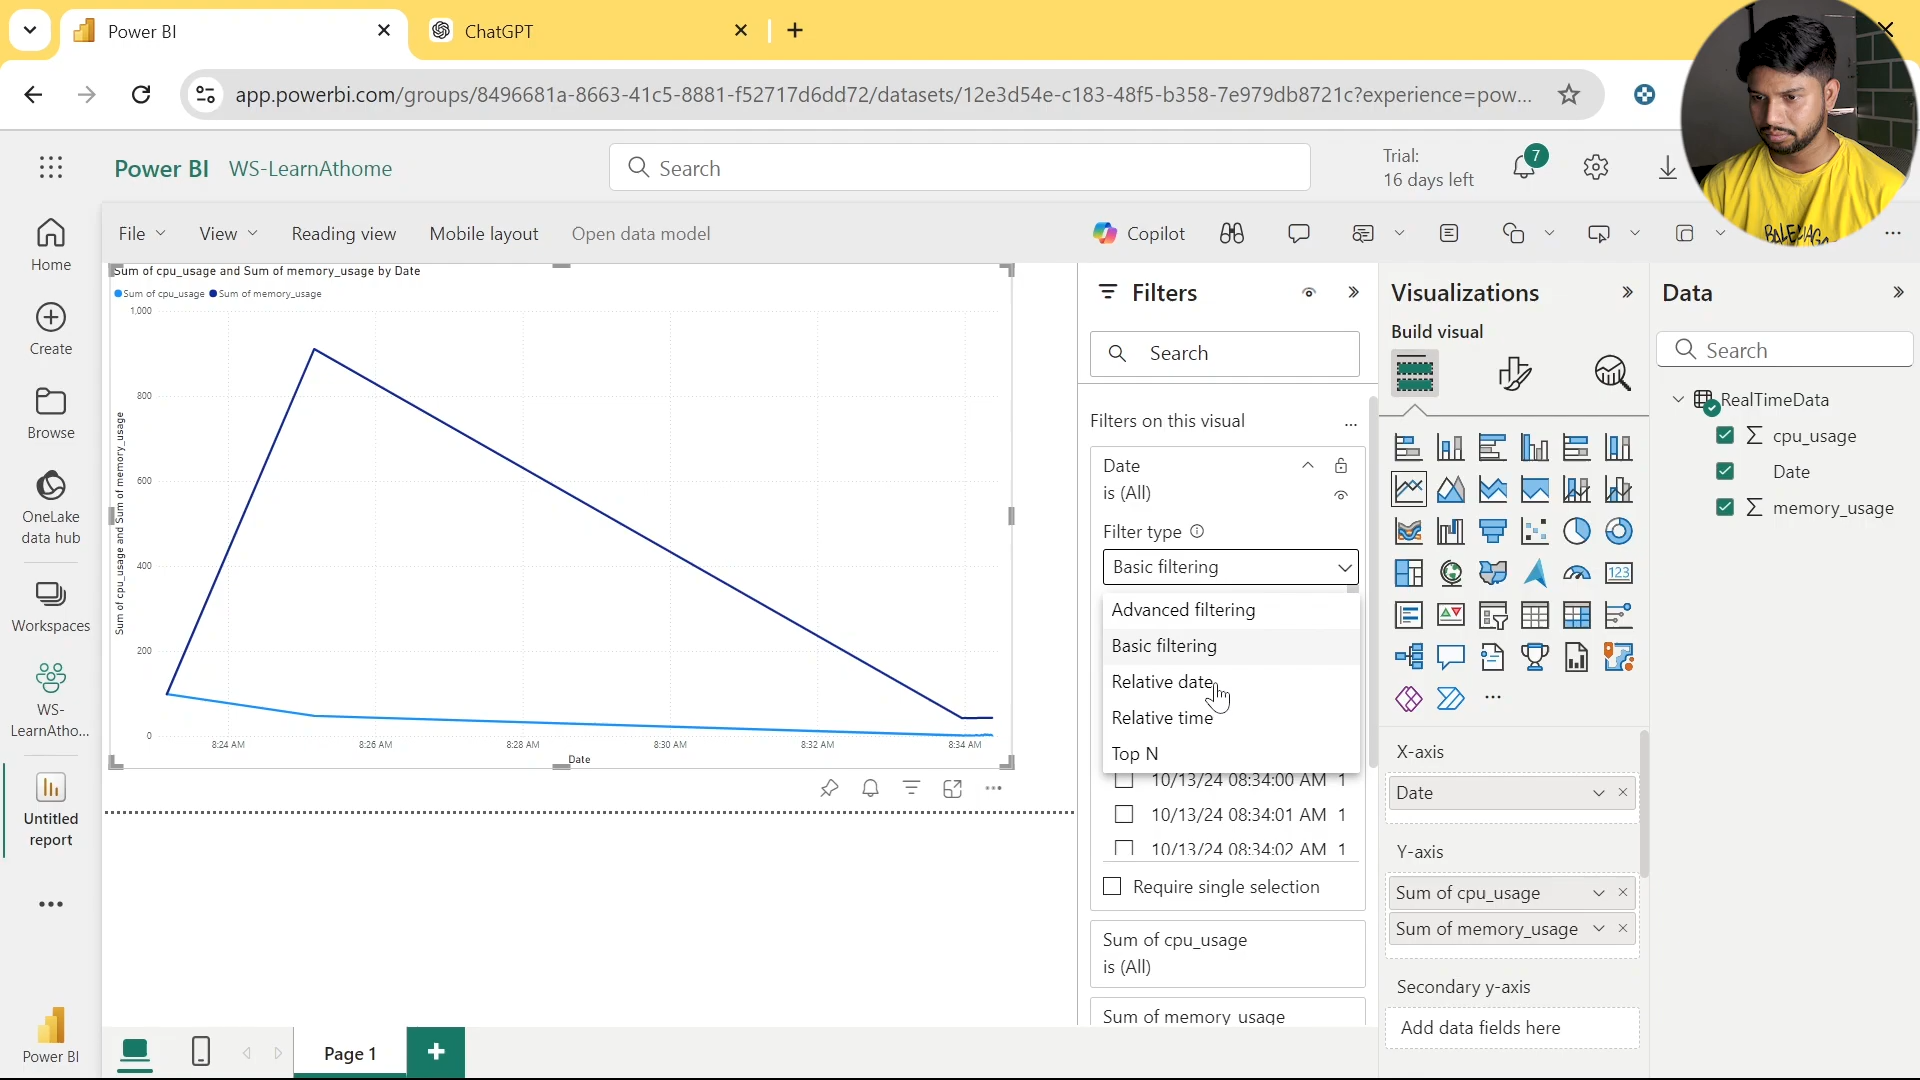 Power BI
ChatGPT
app.powerbi.com/groups/8496681a-8663-41c5-8881-f52717d6dd72/datasets/12e3d54e-c183-48f5-b358-7e979db8721c?experience=pow...
Power BI WS-LearnAthome
Search
Trial:
16 days left
7
File View Reading view Mobile layout Open data model
Copilot
Home
Create
Browse
OneLake
data hub
Workspaces
WS-
LearnAtho...
Untitled
report
Power BI
Sum of cpu_usage and Sum of memory_usage by Date
Sum of cpu_usage Sum of memory_usage
Sum of cpu_usage and Sum of memory_usage
1,000
800
600
400
200
0
8:24 AM 8:26 AM 8:28 AM 8:30 AM 8:32 AM 8:34 AM
Date
Page 1
Filters
Search
Filters on this visual
Date
is (All)
Filter type
Basic filtering
Advanced filtering
Basic filtering
Relative date
Relative time
Top N
10/13/24 08:34:00 AM 1
10/13/24 08:34:01 AM 1
10/13/24 08:34:02 AM 1
Require single selection
Sum of cpu_usage
is (All)
Sum of memory_usage
Visualizations
Build visual
123
X-axis
Date
Y-axis
Sum of cpu_usage
Sum of memory_usage
Secondary y-axis
Add data fields here
Data
Search
RealTimeData
cpu_usage
Date
memory_usage